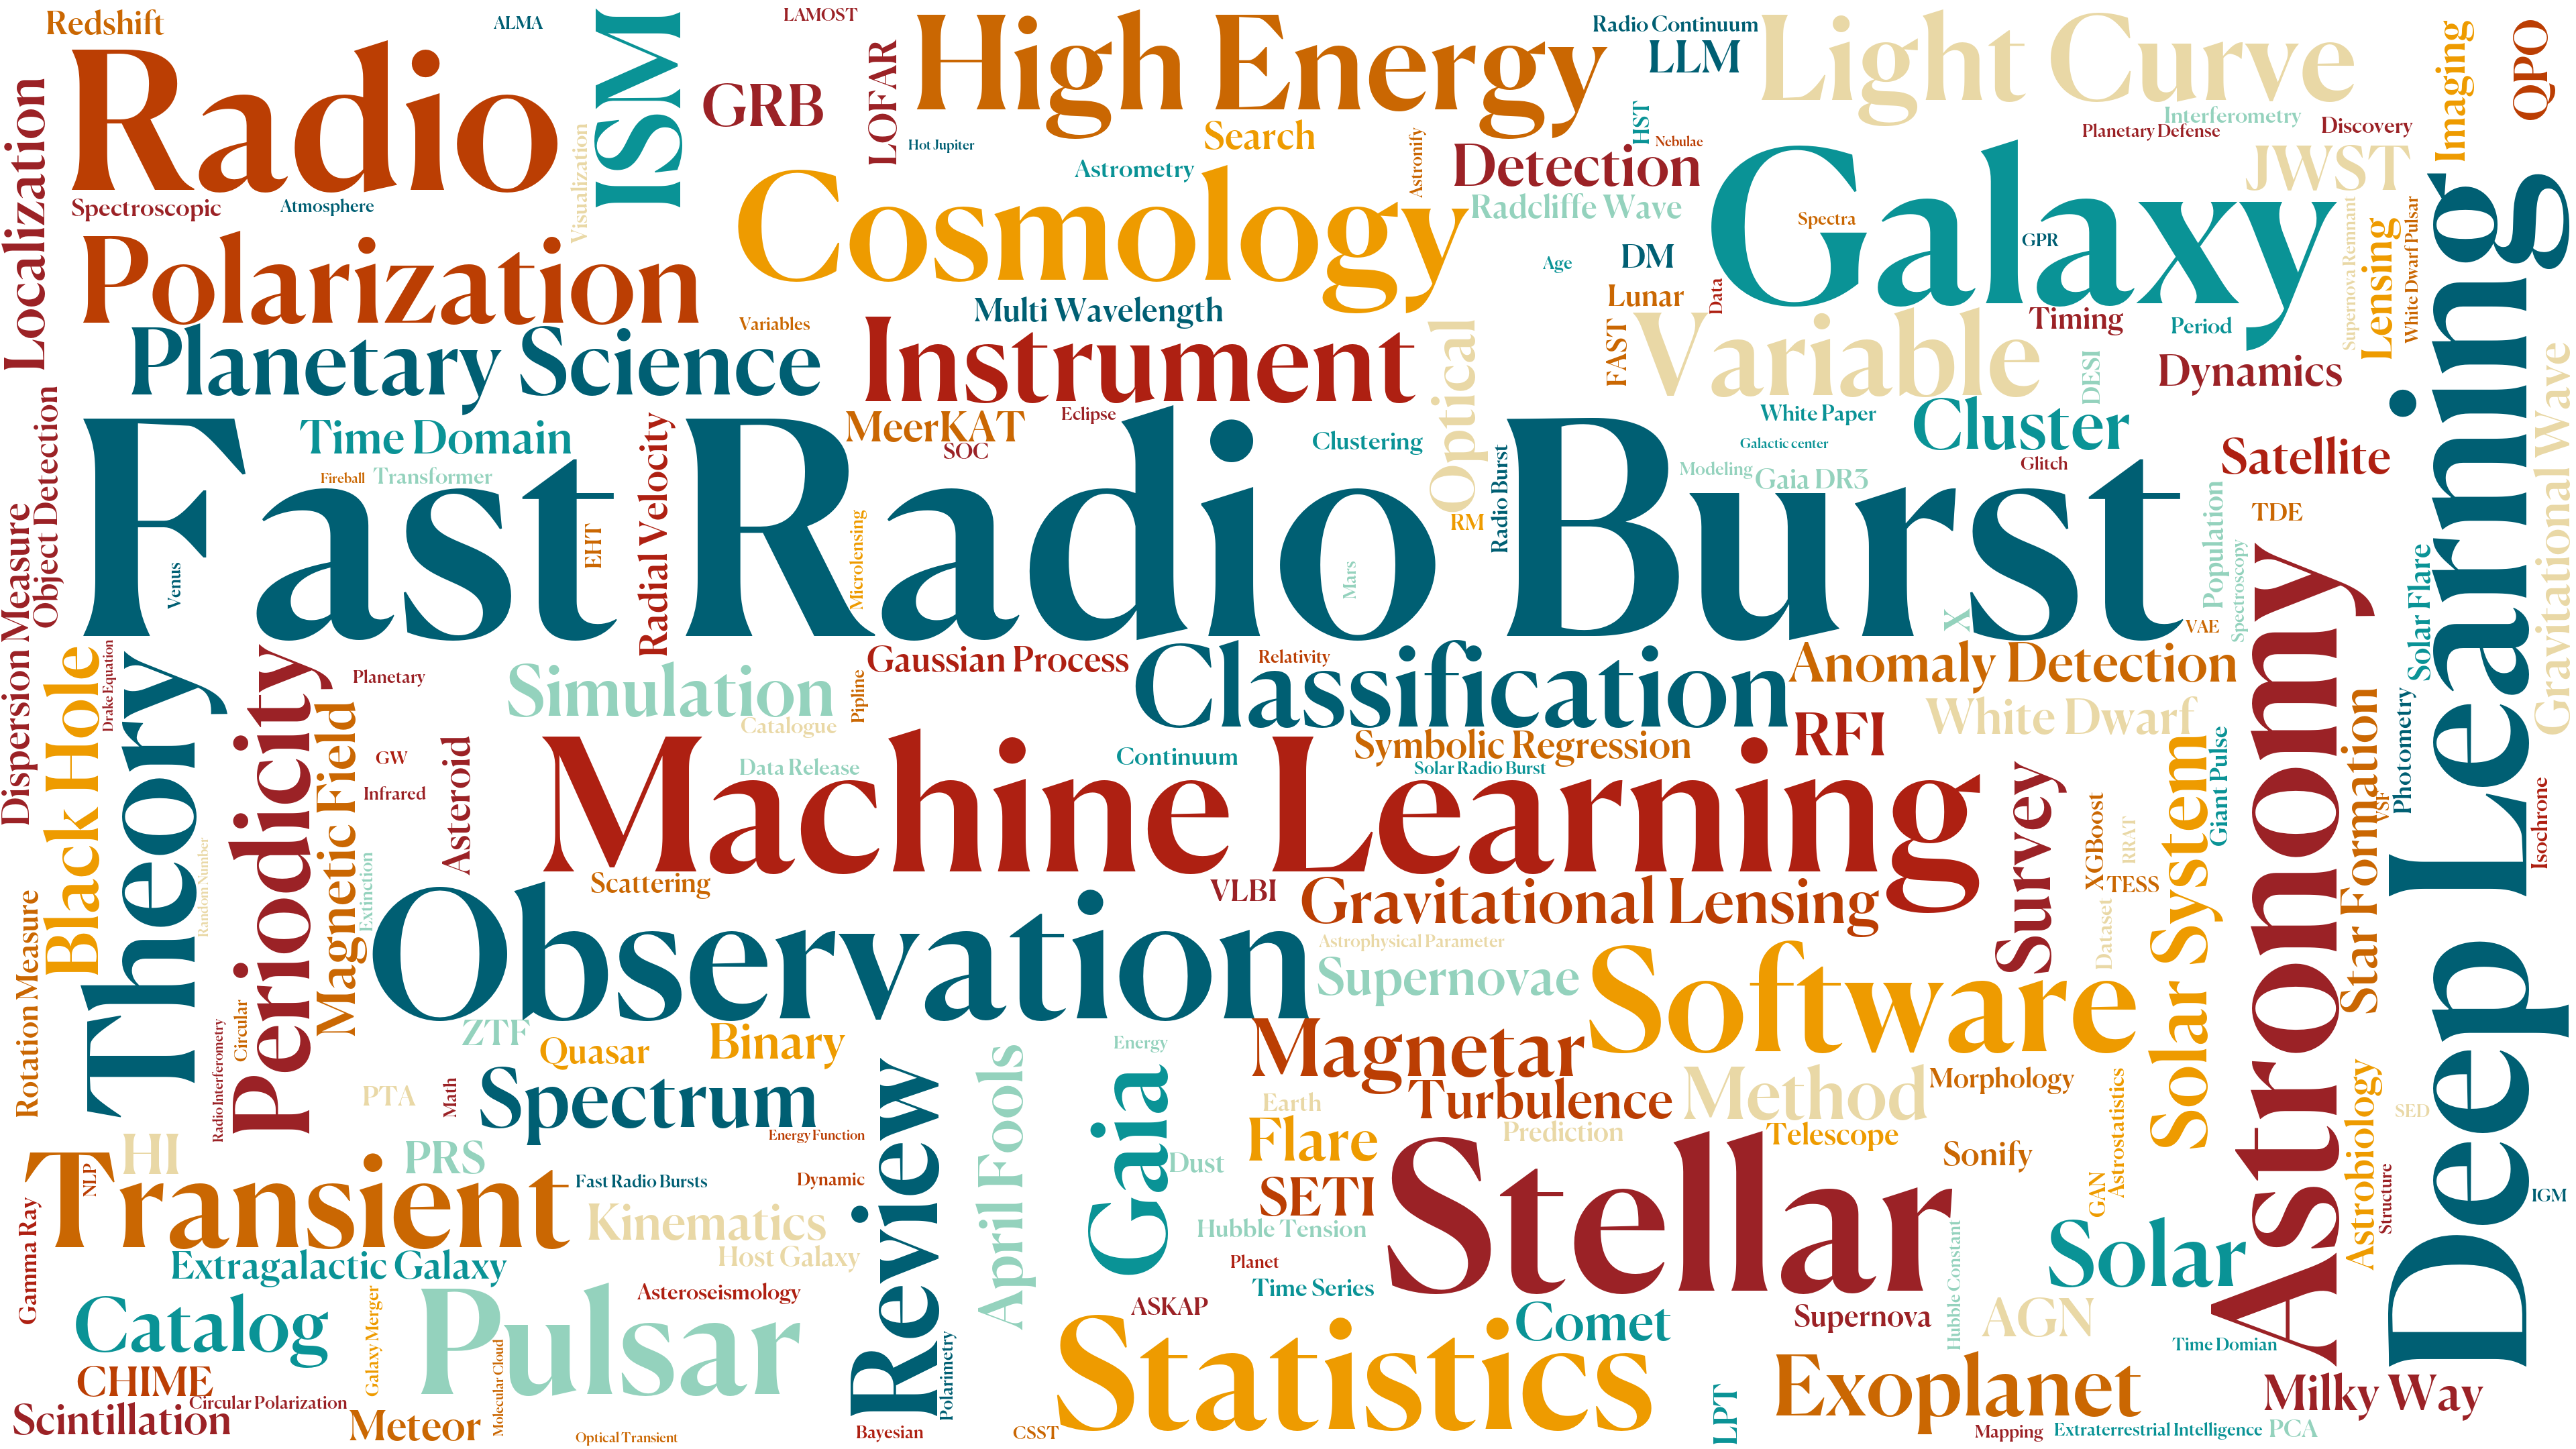 Redshift
ALMA
LAMOST
Radio Continuum
Radio
ISM
GRB
LOFAR
High Energy
LLM
Light Curve
Imaging
QPO
Localization
Visualization
Hot Jupiter
Search
Astronify
HST
Nebulae
Interferometry
Planetary Defense
Discovery
Spectroscopic
Atmosphere
Astrometry
Detection
JWST
Polarization
Cosmology
Radcliffe Wave
Galaxy
Spectra
GPR
Supernova Remnant
Lensing
White Dwarf Pulsar
Age
DM
Lunar
Data
Multi Wavelength
Variables
Timing
Period
Planetary Science
Instrument
Optical
FAST
Variable
DESI
Dynamics
Gravitational Wave
Object Detection
Time Domain
Radial Velocity
MeerKAT
Eclipse
SOC
Clustering
White Paper
Galactic center
Cluster
Glitch
Satellite
Fireball
Transformer
Radio Burst
Modeling
Gaia DR3
Fast Radio Burst
Venus
EHT
Microlensing
Mars
RM
X
Population
Spectroscopy
TDE
VAE
Solar Flare
Deep Learning
Dispersion Measure
Black Hole
Drake Equation
Theory
Periodicity
Planetary
Simulation
Catalogue
Pipline
Gaussian Process
Relativity
Classification
Anomaly Detection
White Dwarf
Astronomy
Photometry
Magnetic Field
GW
Infrared
Asteroid
Data Release
Continuum
Symbolic Regression
Solar Radio Burst
RFI
Machine Learning
Survey
XGBoost
RRAT
TESS
Giant Pulse
Solar System
Star Formation
VSF
Isochrone
Random Number
Extinction
Scattering
VLBI
Gravitational Lensing
Dataset
Rotation Measure
Observation
Astrophysical Parameter
Supernovae
Software
Circular
Radio Interferometry
ZTF
Quasar
Binary
Energy
Magnetar
PTA
Math
Spectrum
Energy Function
Review
April Fools
Gaia
Earth
Turbulence
Method
Morphology
Astrostatistics
Astrobiology
SED
HI
PRS
Flare
Prediction
Telescope
Transient
NLP
Fast Radio Bursts
Dynamic
Dust
SETI
Stellar
Sonify
GAN
Structure
IGM
Gamma Ray
Kinematics
Host Galaxy
Hubble Tension
Hubble Constant
Solar
Extragalactic Galaxy
Planet
Time Series
Asteroseismology
Catalog
Galaxy Merger
Pulsar
ASKAP
Comet
Supernova
AGN
Time Domian
CHIME
Circular Polarization
Scintillation
Meteor
Molecular Cloud
Optical Transient
Polarimetry
Bayesian
CSST
Statistics
LPT
Exoplanet
Mapping
Extraterrestrial Intelligence
PCA
Milky Way